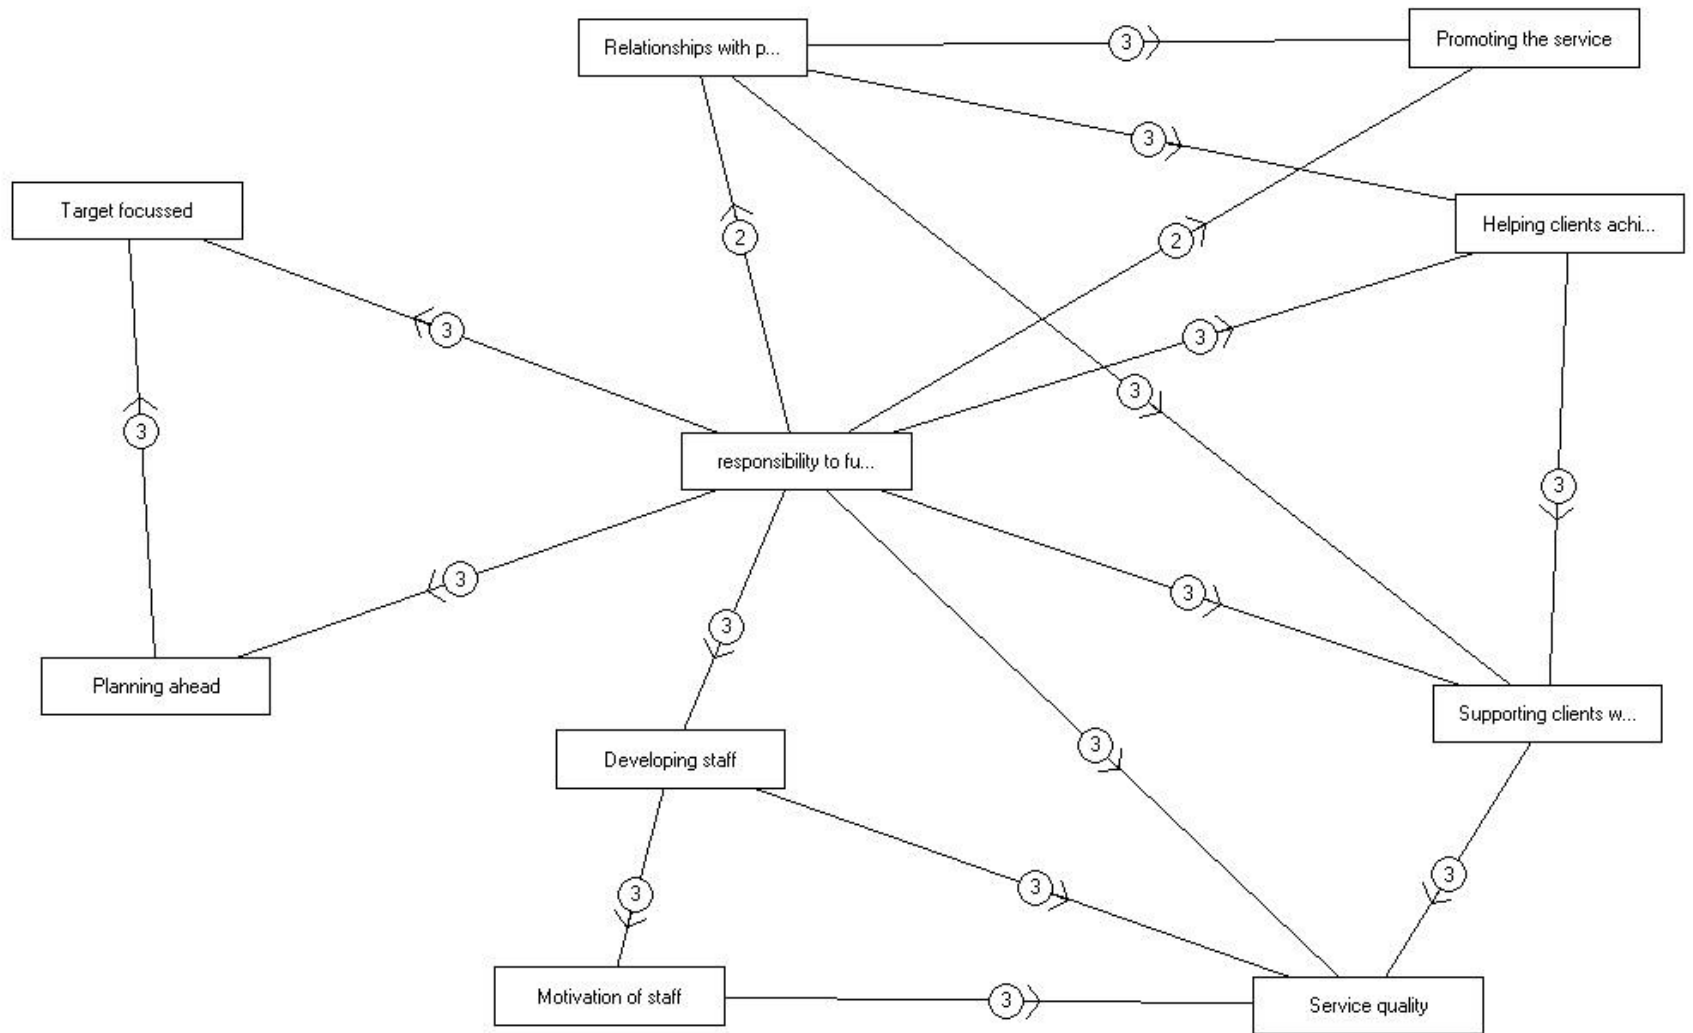 Relationships with p...
3
Promoting the service
3
Target focussed
2
2
Helping clients achi...
3
3
3
3
responsibility to fu...
3
3
3
3
Planning ahead
Supporting clients w...
Developing staff
3
3
3
3
Motivation of staff
3
Service quality